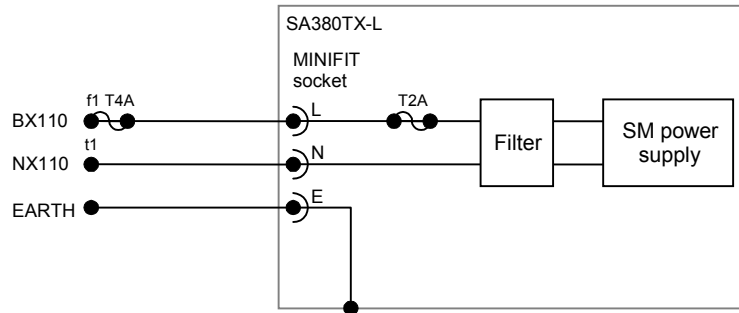 SA380TX-L
MINIFIT
socket
f1 T4A
L
T2A
BX110
Filter
SM power
supply
t1
N
NX110
E
EARTH